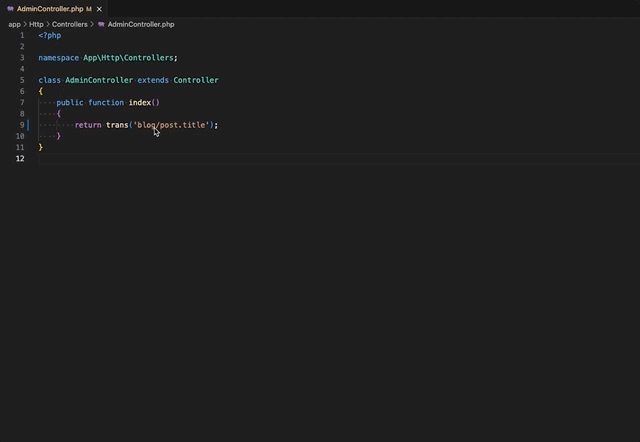 AdminController.php M ×
app > Http > Controllers > AdminController.php
1 <?php
2
3 namespace App\Http\Controllers;
4
5 class AdminController extends Controller
6 {
7 ····public·function·index()
8 ····{
9 ········return·trans('blog/post.title');
10 ····}
11 }
12